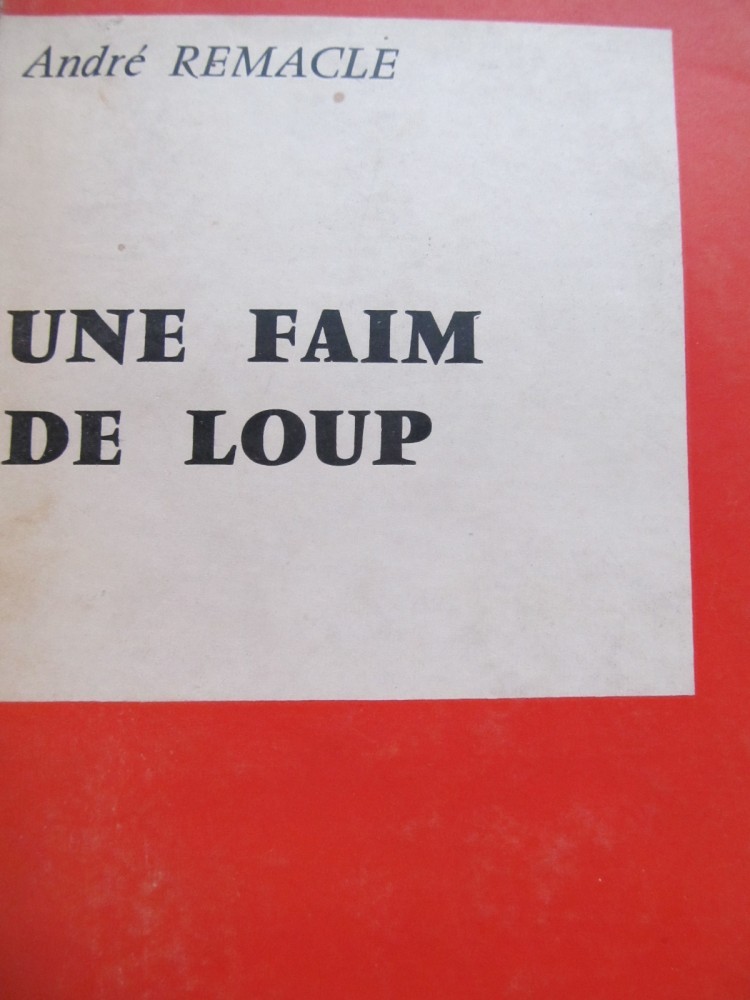 André REMACLE
UNE FAIM
DE LOUP